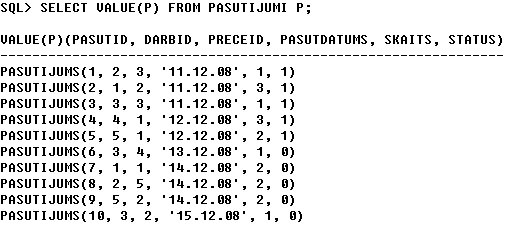 SQL> SELECT VALUE(P) FROM PASUTIJUMI P;
VALUE(P)(PASUTID, DARBID, PRECEID, PASUTDATUMS, SKAITS, STATUS)
--------------------------------------------------------------------------------
PASUTIJUMS(1, 2, 3, '11.12.08', 1, 1)
PASUTIJUMS(2, 1, 2, '11.12.08', 3, 1)
PASUTIJUMS(3, 3, 3, '11.12.08', 1, 1)
PASUTIJUMS(4, 4, 1, '12.12.08', 3, 1)
PASUTIJUMS(5, 5, 1, '12.12.08', 2, 1)
PASUTIJUMS(6, 3, 4, '13.12.08', 1, 0)
PASUTIJUMS(7, 1, 1, '14.12.08', 2, 0)
PASUTIJUMS(8, 2, 5, '14.12.08', 2, 0)
PASUTIJUMS(9, 5, 2, '14.12.08', 2, 0)
PASUTIJUMS(10, 3, 2, '15.12.08', 1, 0)